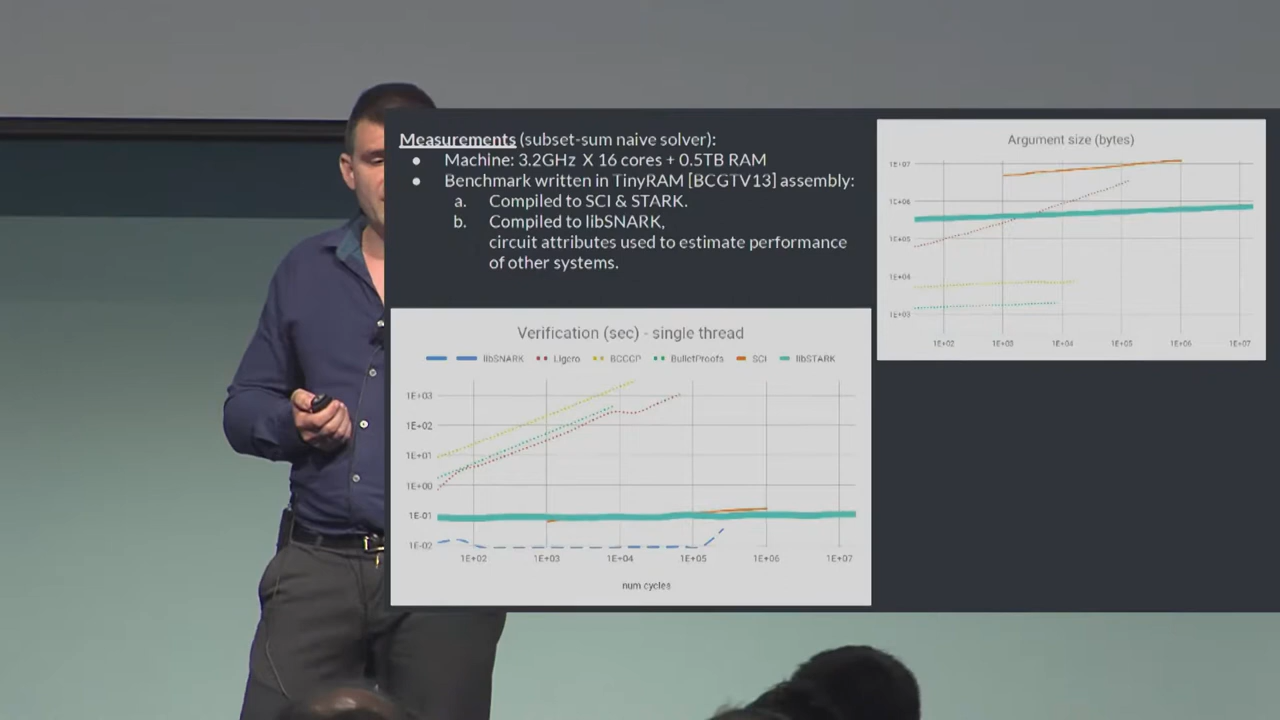 Measurements (subset-sum naive solver):
● Machine: 3.2GHz X 16 cores + 0.5TB RAM
● Benchmark written in TinyRAM [BCGTV13] assembly:
a. Compiled to SCI & STARK.
b. Compiled to libSNARK,
circuit attributes used to estimate performance
of other systems.
Argument size (bytes)
1E+07
1E+06
1E+05
1E+04
1E+03
1E+02 1E+03 1E+04 1E+05 1E+06 1E+07
Verification (sec) - single thread
libSNARK Ligero BCCGP BulletProofs SCI libSTARK
1E+03
1E+02
1E+01
1E+00
1E-01
1E-02
1E+02 1E+03 1E+04 1E+05 1E+06 1E+07
num cycles